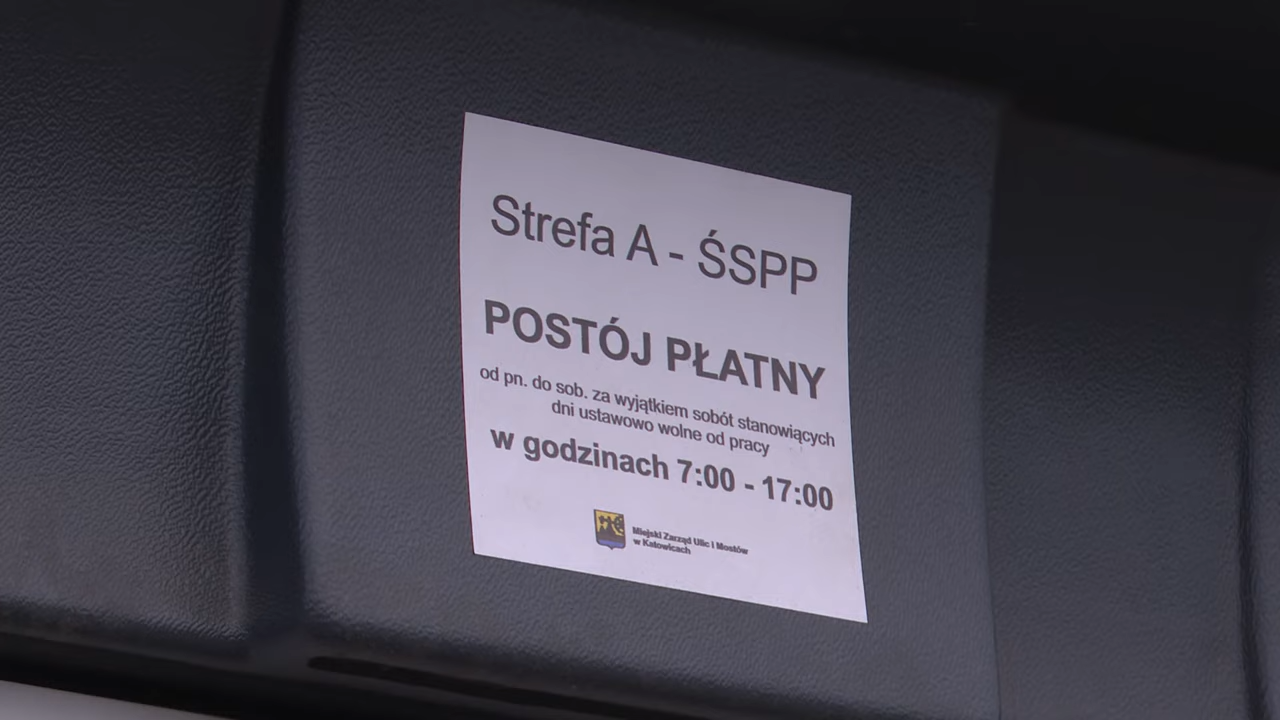 Strefa A - ŚSPP
POSTÓJ PŁATNY
od pn. do sob. za wyjątkiem sobót stanowiących
dni ustawowo wolne od pracy
w godzinach 7:00 - 17:00
Miejski Zarząd Ulic i Mostów
w Katowicach